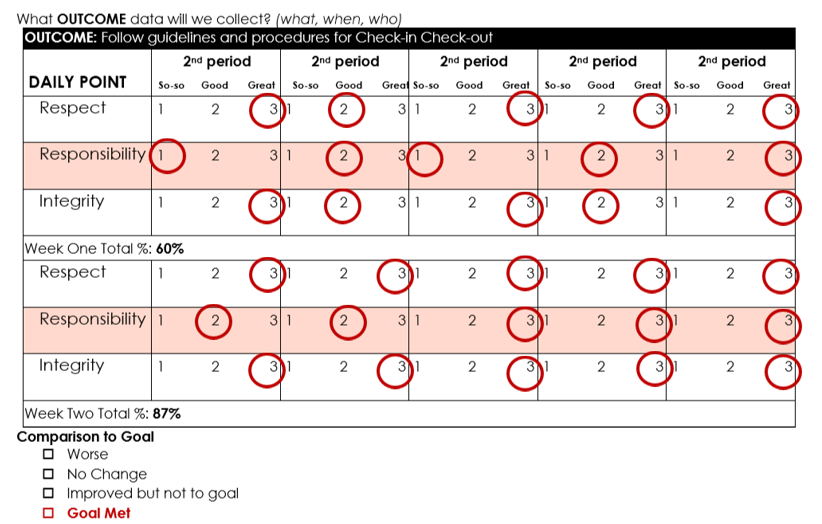 What OUTCOME data will we collect? (what, when, who)
OUTCOME: Follow guidelines and procedures for Check-in Check-out
2nd period 2nd period 2nd period 2nd period 2nd period
DAILY POINT So-so Good Great So-so Good Great So-so Good Great So-so Good Great So-so Good Great
Respect 1 2 3 1 2 3 1 2 3 1 2 3 1 2 3
Responsibility 1 2 3 1 2 3 1 2 3 1 2 3 1 2 3
Integrity 1 2 3 1 2 3 1 2 3 1 2 3 1 2 3
Week One Total %: 60%
Respect 1 2 3 1 2 3 1 2 3 1 2 3 1 2 3
Responsibility 1 2 3 1 2 3 1 2 3 1 2 3 1 2 3
Integrity 1 2 3 1 2 3 1 2 3 1 2 3 1 2 3
Week Two Total %: 87%
Comparison to Goal
Worse
No Change
Improved but not to goal
Goal Met